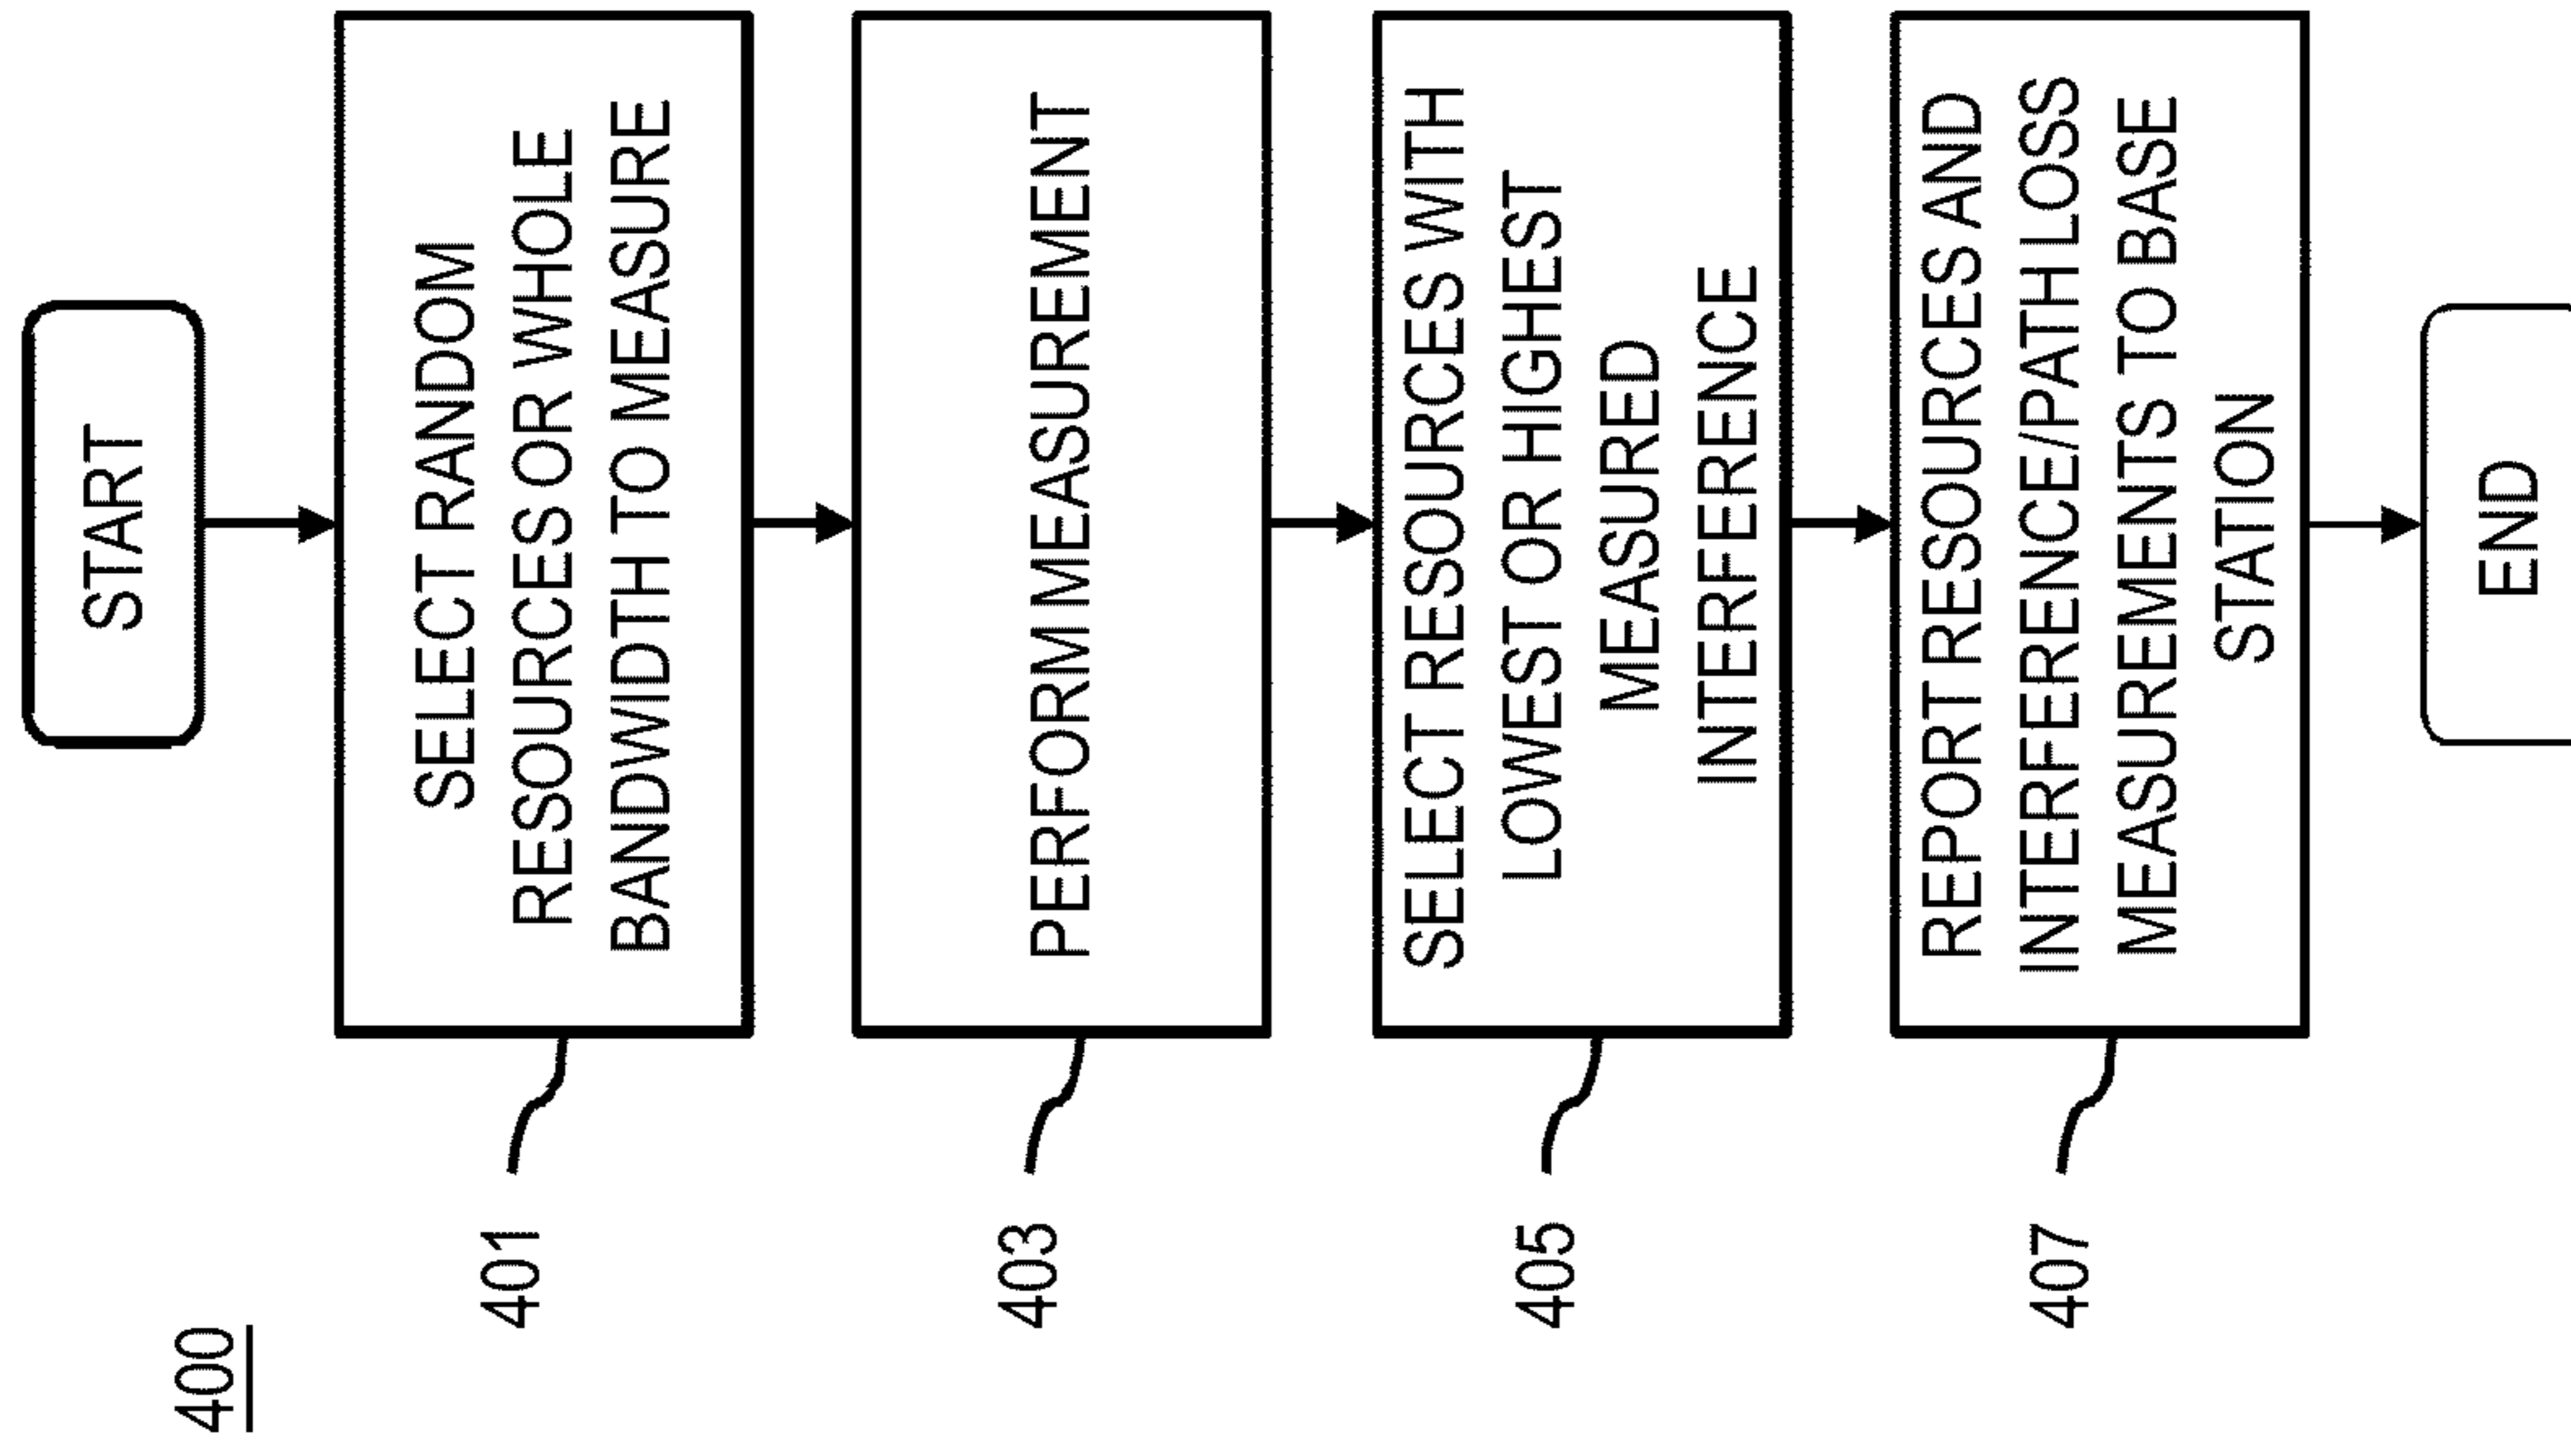 400
START
401
SELECT RANDOM
RESOURCES OR WHOLE
BANDWIDTH TO MEASURE
403
PERFORM MEASUREMENT
405
SELECT RESOURCES WITH
LOWEST OR HIGHEST
MEASURED
INTERFERENCE
407
REPORT RESOURCES AND
INTERFERENCE/PATH LOSS
MEASUREMENTS TO BASE
STATION
END